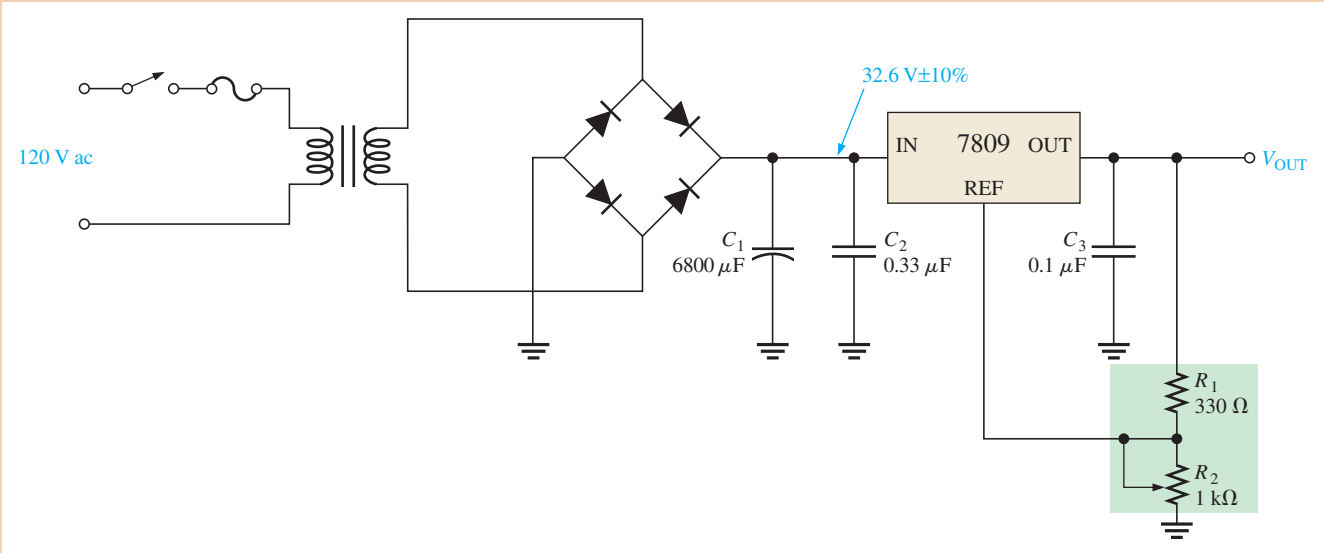 32.6 V±10%
120 V ac
IN 7809 OUT
REF
V_OUT
C1
6800 μF
C2
0.33 μF
C3
0.1 μF
R1
330 Ω
R2
1 kΩ